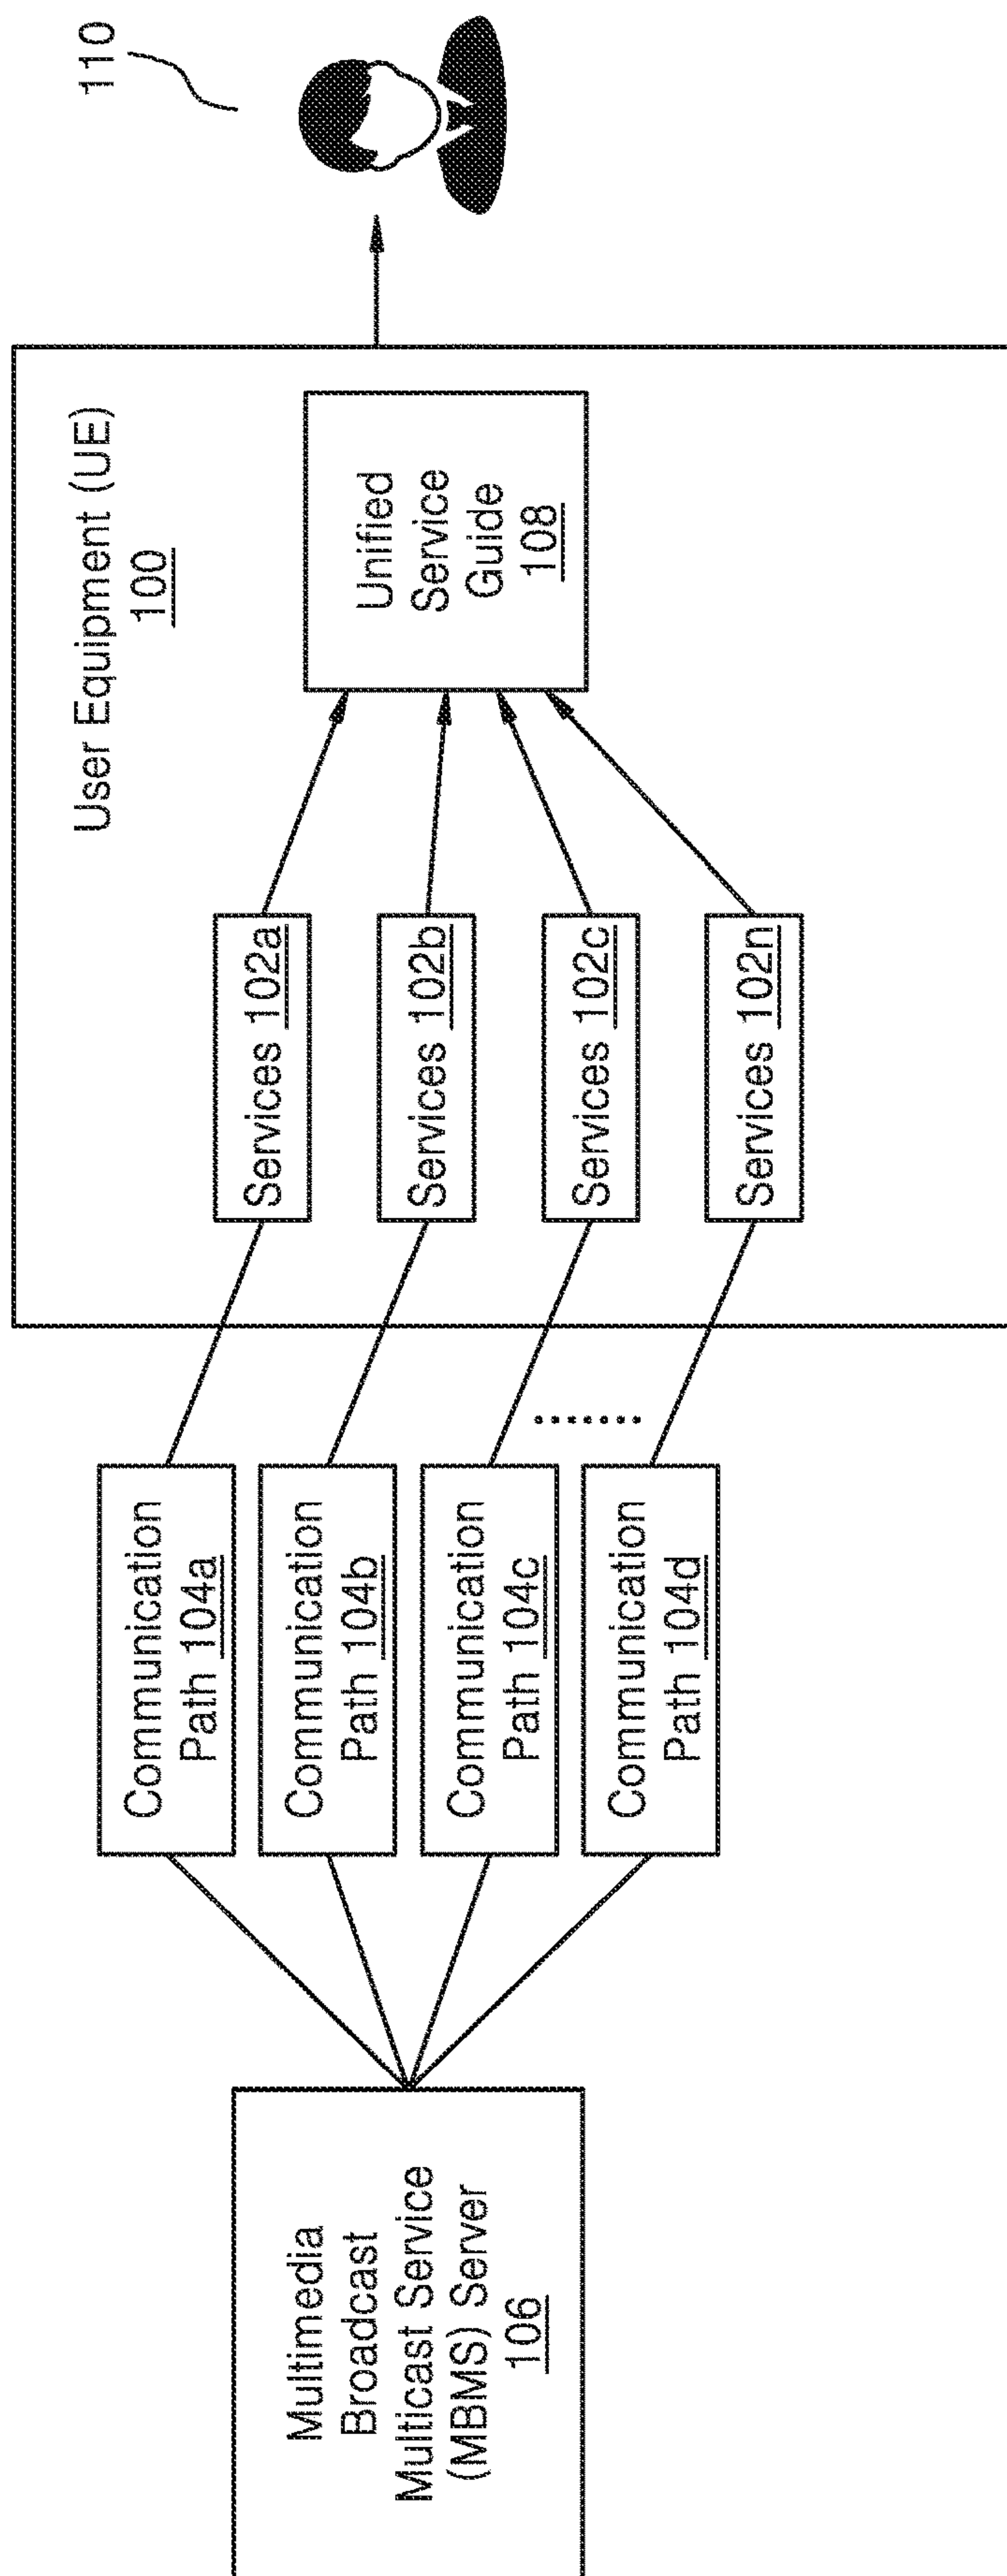 Multimedia
Broadcast
Multicast Service
(MBMS) Server
106
Communication
Path 104a
Communication
Path 104b
Communication
Path 104c
Communication
Path 104d
User Equipment (UE)
100
Services 102a
Services 102b
Services 102c
Services 102n
Unified
Service
Guide
108
110